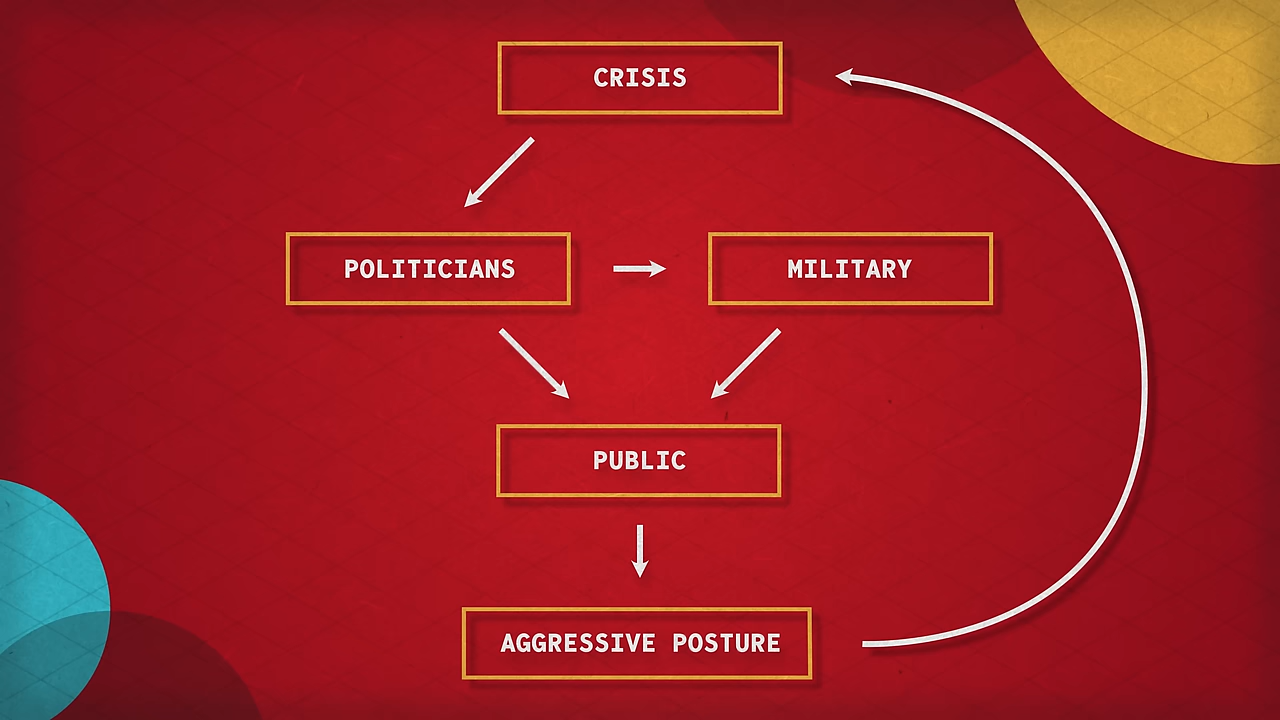 CRISIS
POLITICIANS
MILITARY
PUBLIC
AGGRESSIVE POSTURE